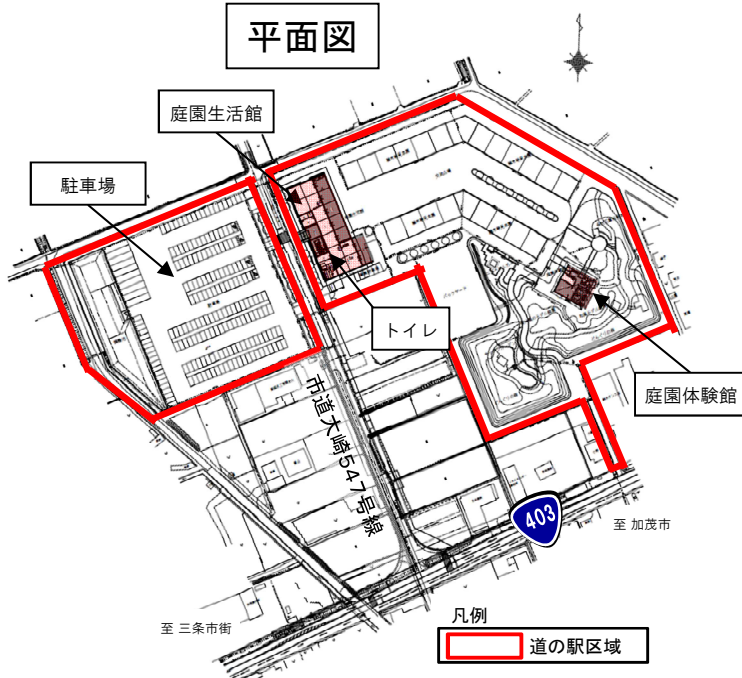 平面図
庭園生活館
駐車場
トイレ
庭園体験館
市道大崎547号線
403
至 加茂市
至 三条市街
凡例
道の駅区域